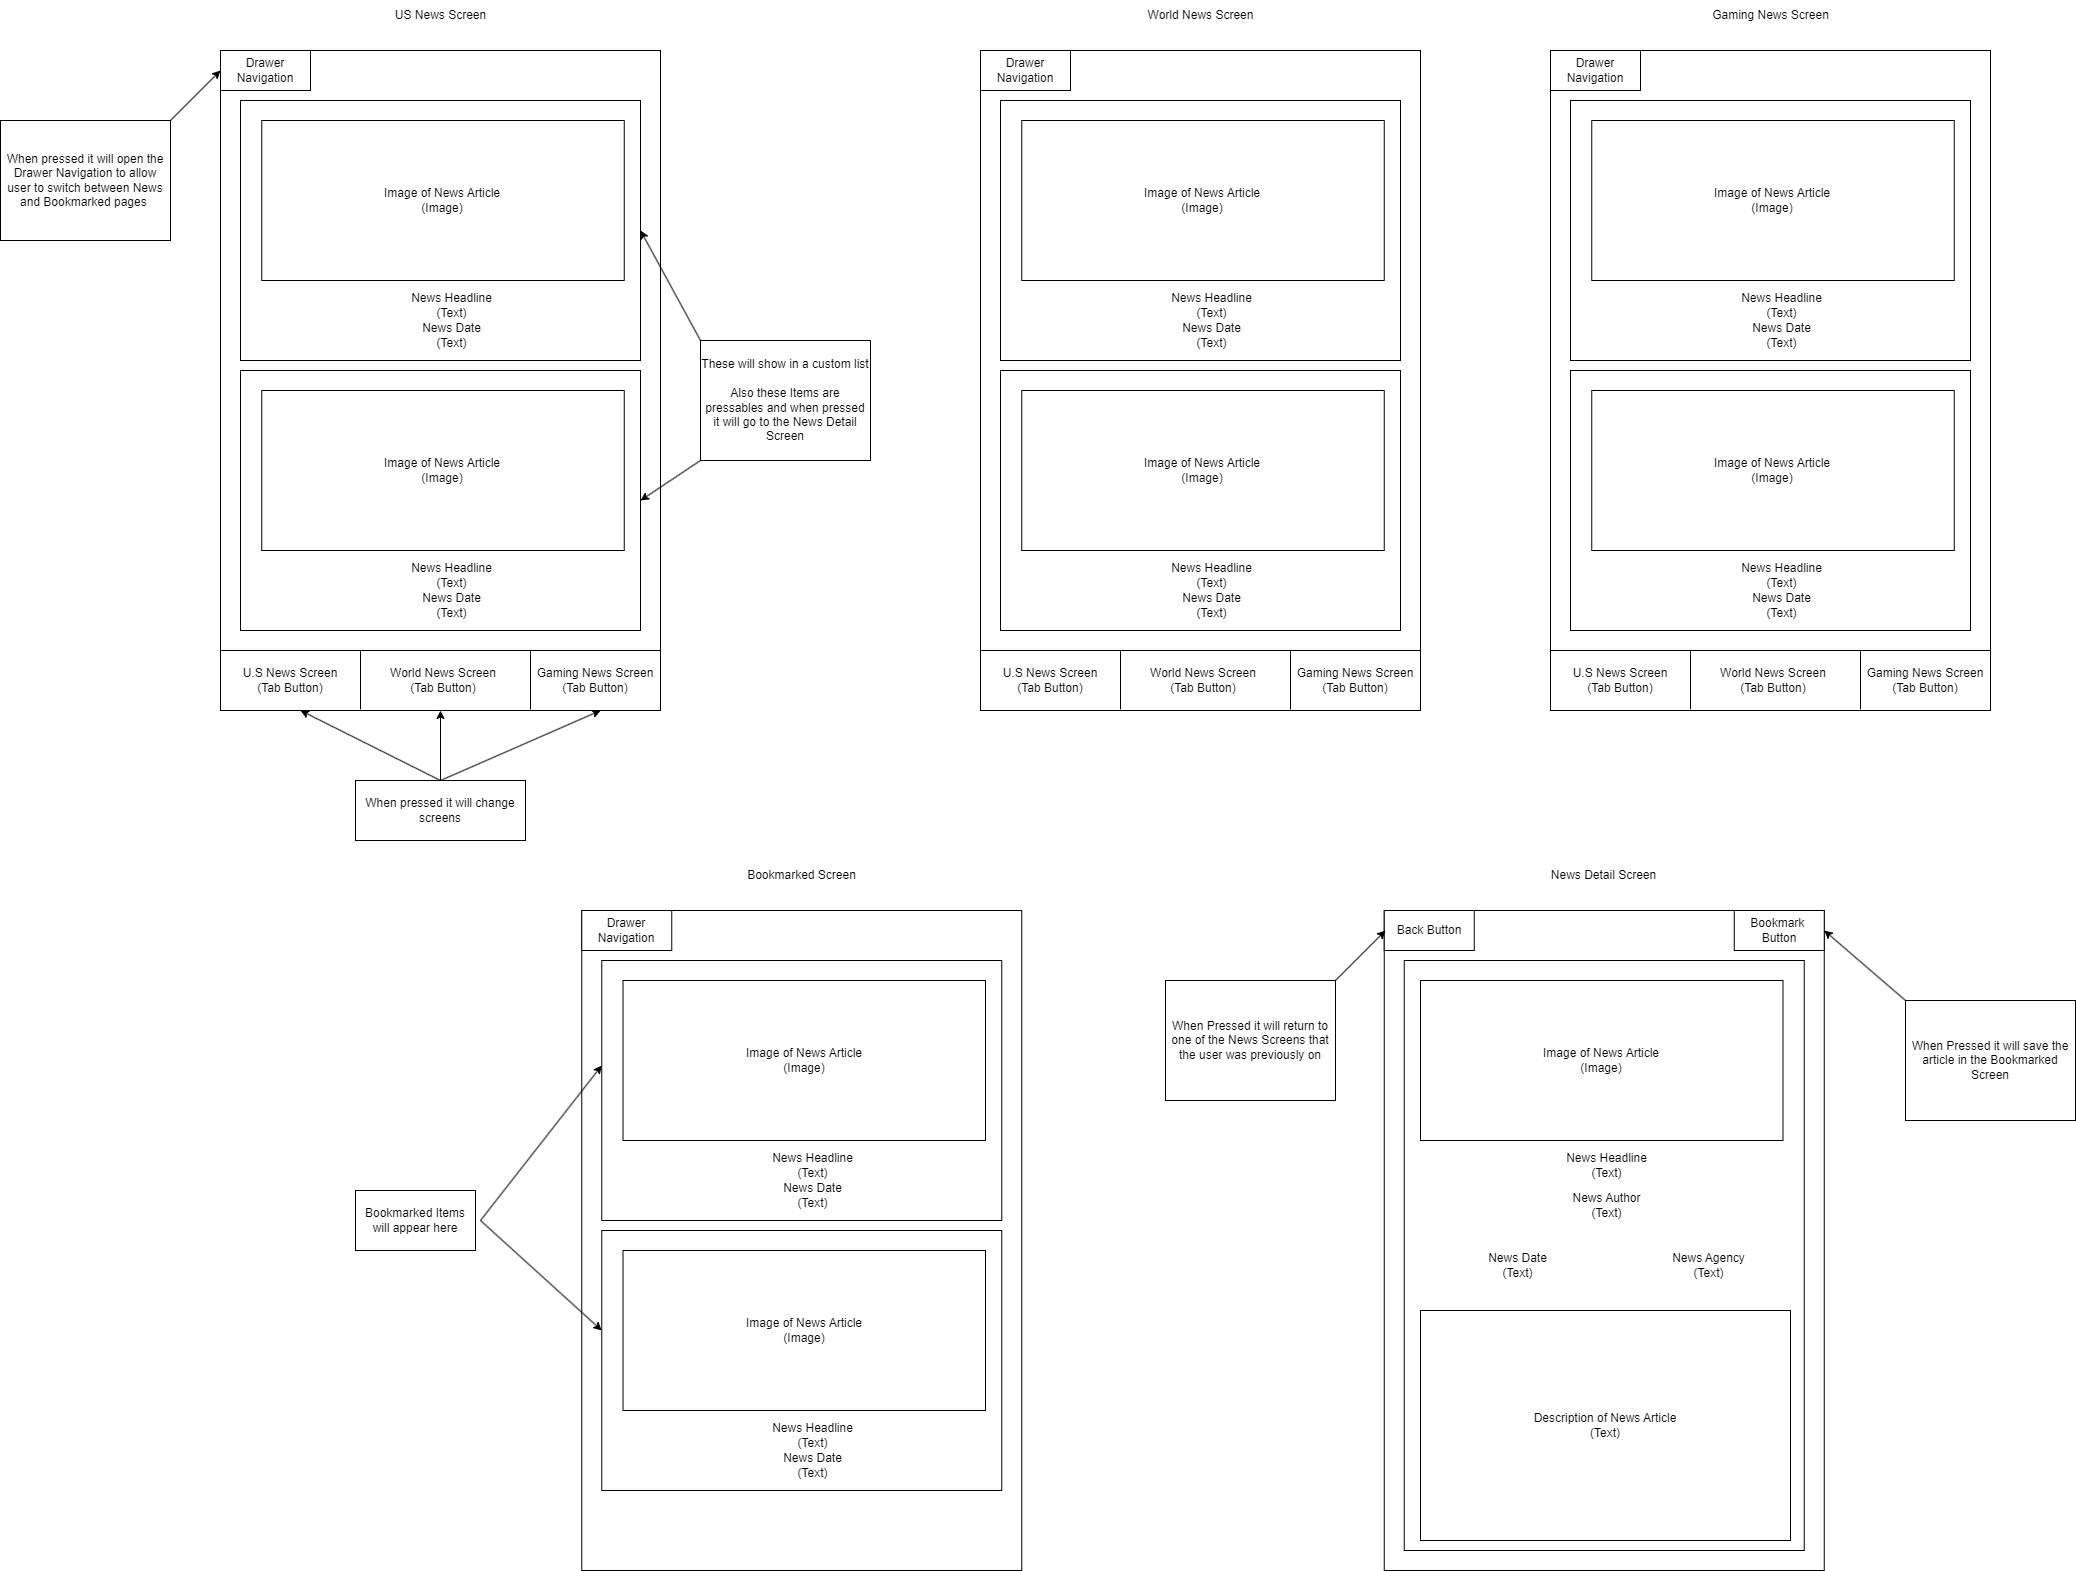 US News Screen
World News Screen
Gaming News Screen
Drawer
Navigation
When pressed it will open the
Drawer Navigation to allow
user to switch between News
and Bookmarked pages
Image of News Article
(Image)
News Headline
(Text)
News Date
(Text)
These will show in a custom list
Also these Items are
pressables and when pressed
it will go to the News Detail
Screen
Image of News Article
(Image)
News Headline
(Text)
News Date
(Text)
U.S News Screen
(Tab Button)
World News Screen
(Tab Button)
Gaming News Screen
(Tab Button)
When pressed it will change
screens
Drawer
Navigation
Image of News Article
(Image)
News Headline
(Text)
News Date
(Text)
Image of News Article
(Image)
News Headline
(Text)
News Date
(Text)
U.S News Screen
(Tab Button)
World News Screen
(Tab Button)
Gaming News Screen
(Tab Button)
Drawer
Navigation
Image of News Article
(Image)
News Headline
(Text)
News Date
(Text)
Image of News Article
(Image)
News Headline
(Text)
News Date
(Text)
U.S News Screen
(Tab Button)
World News Screen
(Tab Button)
Gaming News Screen
(Tab Button)
Bookmarked Screen
Drawer
Navigation
Image of News Article
(Image)
News Headline
(Text)
News Date
(Text)
Bookmarked Items
will appear here
Image of News Article
(Image)
News Headline
(Text)
News Date
(Text)
News Detail Screen
Back Button
Bookmark
Button
When Pressed it will return to
one of the News Screens that
the user was previously on
When Pressed it will save the
article in the Bookmarked
Screen
Image of News Article
(Image)
News Headline
(Text)
News Author
(Text)
News Date
(Text)
News Agency
(Text)
Description of News Article
(Text)